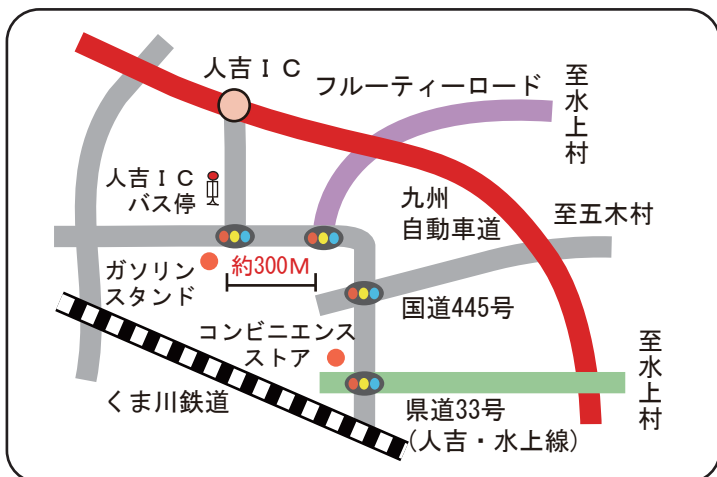 人吉ＩＣ
フルーティーロード
至水上村
人吉ＩＣ
バス停
九州
自動車道
至五木村
ガソリン
スタンド
約300M
国道445号
コンビニエンス
ストア
至水上村
くま川鉄道
県道33号
(人吉・水上線)